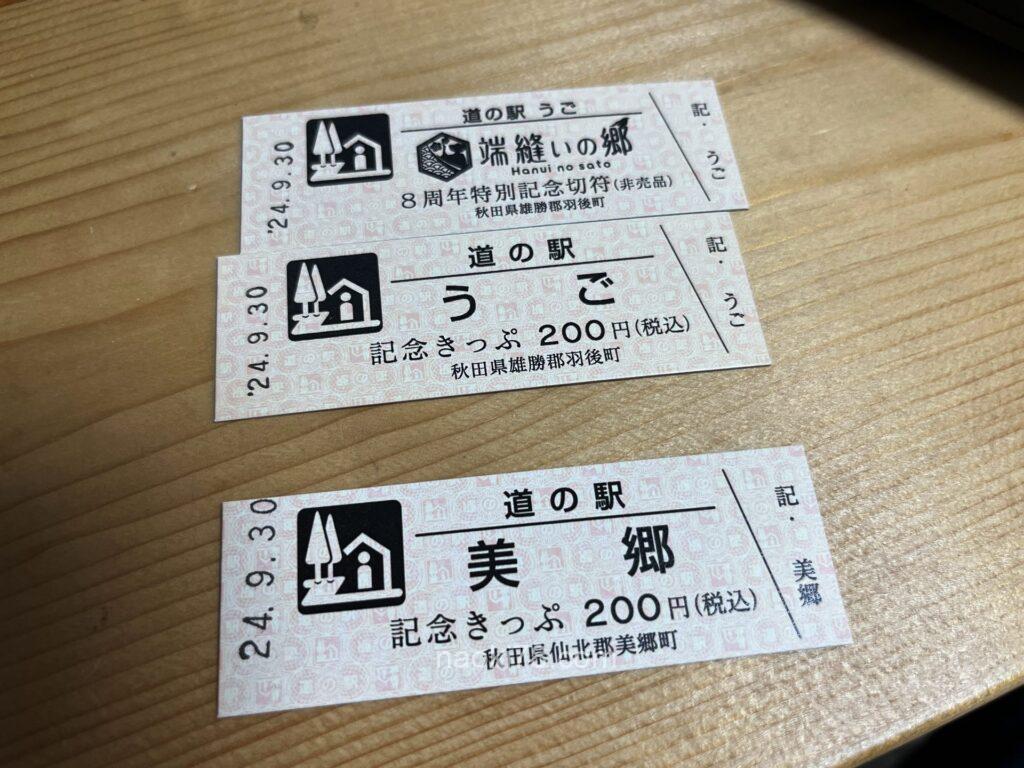 '24.9.30
道の駅 うご
端縫いの郷
Hanui no sato
8周年特別記念切符(非売品)
秋田県雄勝郡羽後町
記・ うご
'24.9.30
道の駅
うご
記念きっぷ 200円(税込)
秋田県雄勝郡羽後町
記・ うご
24.9.30
道の駅
美郷
記念きっぷ 200円(税込)
秋田県仙北郡美郷町
記・ 美郷